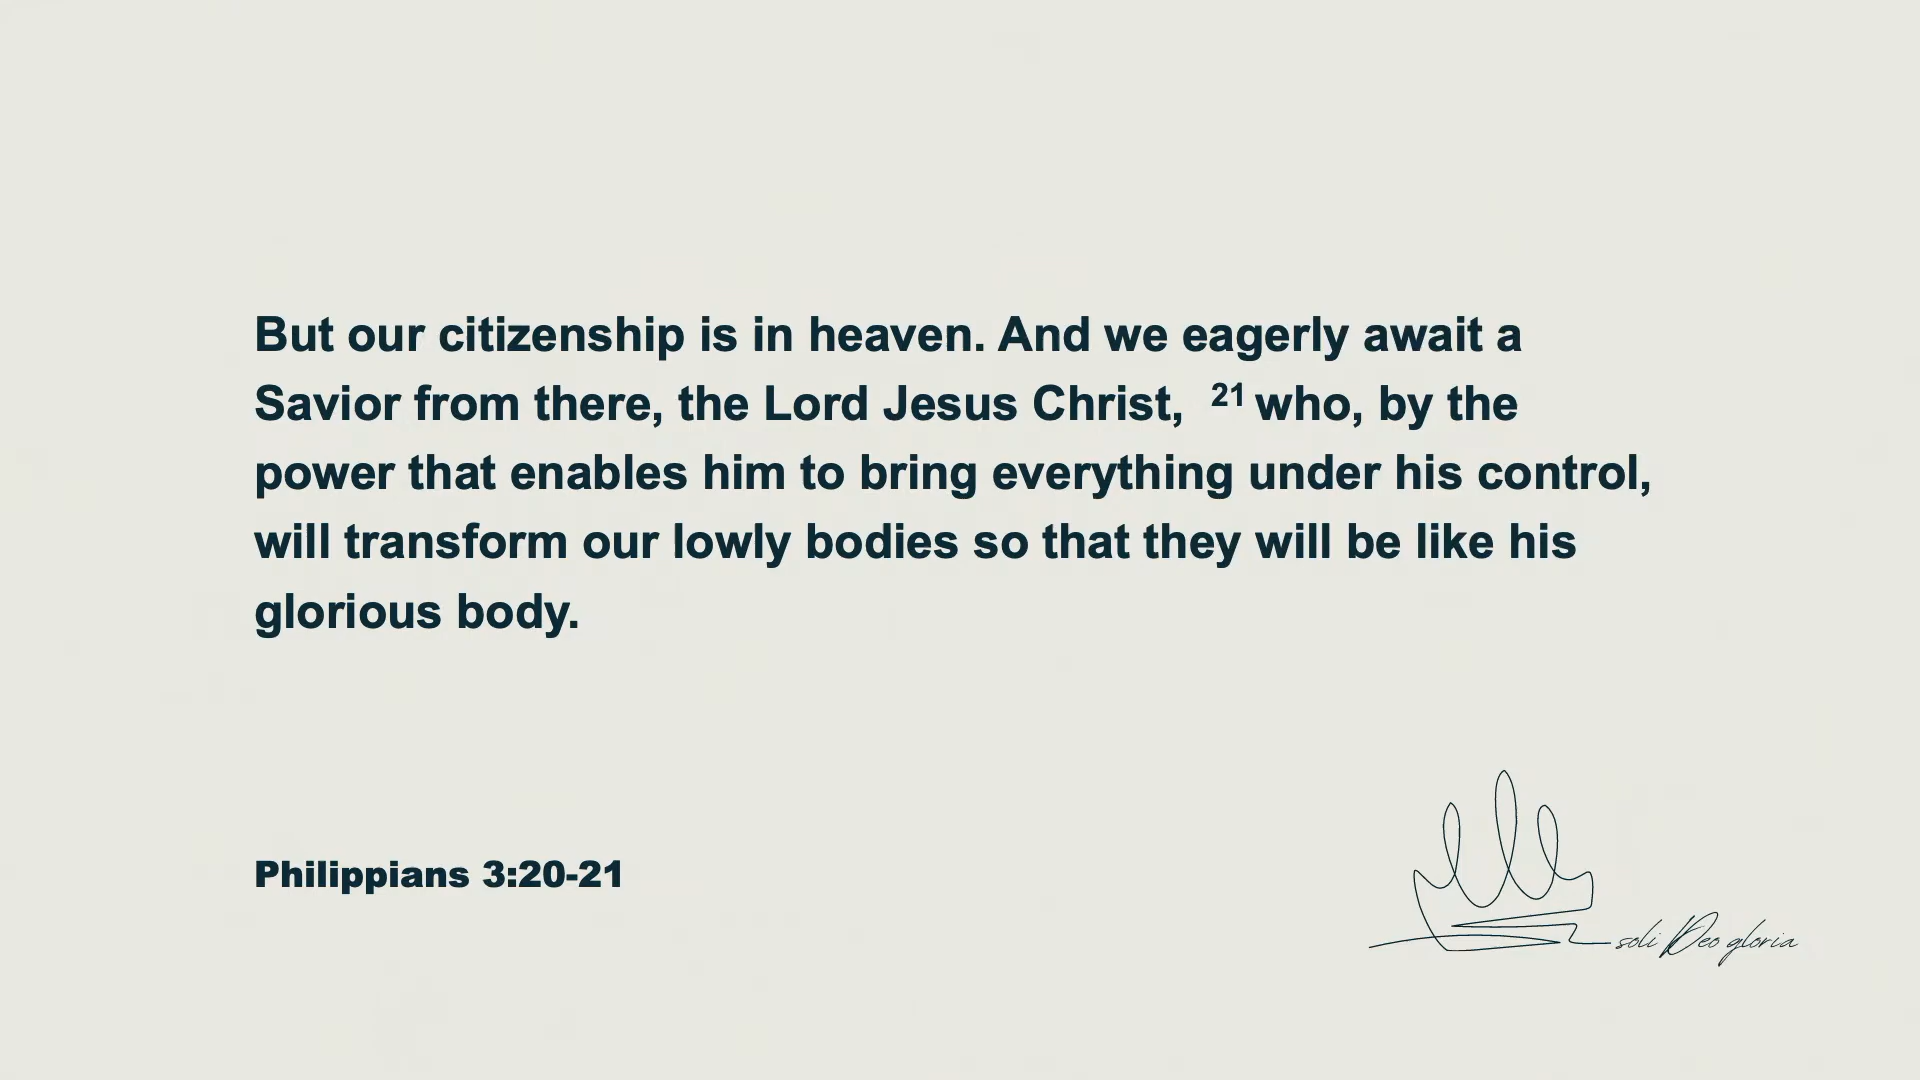 But our citizenship is in heaven. And we eagerly await a
Savior from there, the Lord Jesus Christ, 21 who, by the
power that enables him to bring everything under his control,
will transform our lowly bodies so that they will be like his
glorious body.
Philippians 3:20-21
soli Deo gloria